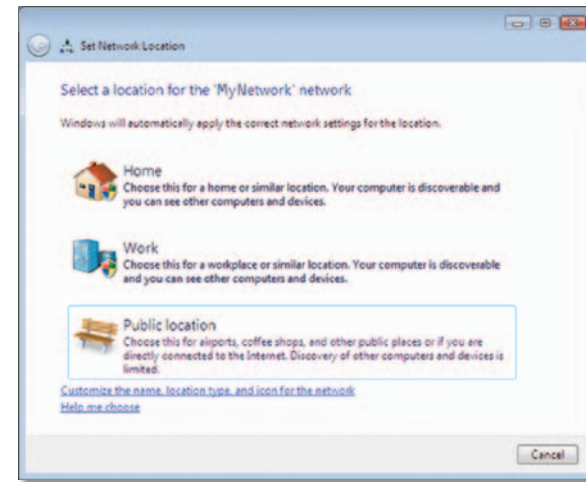 Set Network Location
Select a location for the 'MyNetwork' network
Windows will automatically apply the correct network settings for the location.
Home
Choose this for a home or similar location. Your computer is discoverable and
you can see other computers and devices.
Work
Choose this for a workplace or similar location. Your computer is discoverable
and you can see other computers and devices.
Public location
Choose this for airports, coffee shops, and other public places or if you are
directly connected to the Internet. Discovery of other computers and devices is
limited.
Customize the name, location type, and icon for the network
Help me choose
Cancel